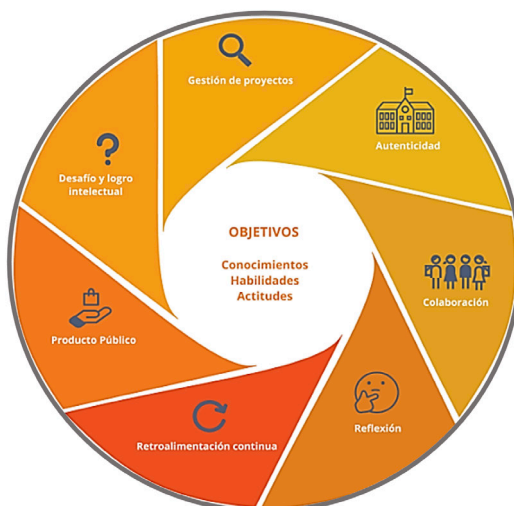 Gestión de proyectos
Autenticidad
Colaboración
Reflexión
Retroalimentación continua
Producto Público
Desafío y logro
intelectual
OBJETIVOS
Conocimientos
Habilidades
Actitudes